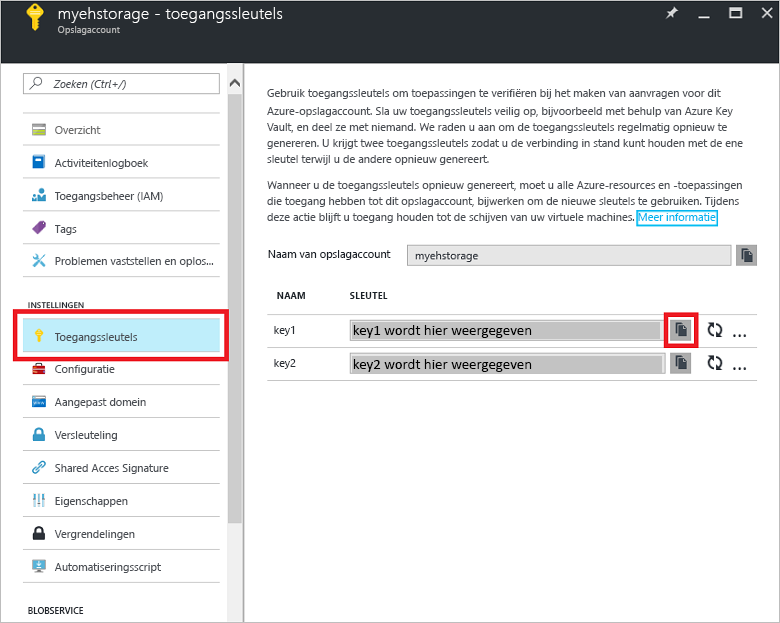 myehstorage - toegangssleutels
Opslagaccount
Zoeken (Ctrl+/)
Overzicht
Activiteitenlogboek
Toegangsbeheer (IAM)
Tags
Problemen vaststellen en oplos...
INSTELLINGEN
Toegangssleutels
Configuratie
Aangepast domein
Versleuteling
Shared Acces Signature
Eigenschappen
Vergrendelingen
Automatiseringsscript
BLOBSERVICE
Gebruik toegangssleutels om toepassingen te verifiëren bij het maken van aanvragen voor dit
Azure-opslagaccount. Sla uw toegangssleutels veilig op, bijvoorbeeld met behulp van Azure Key
Vault, en deel ze met niemand. We raden u aan om de toegangssleutels regelmatig opnieuw te
genereren. U krijgt twee toegangssleutels zodat u de verbinding in stand kunt houden met de ene
sleutel terwijl u de andere opnieuw genereert.
Wanneer u de toegangssleutels opnieuw genereert, moet u alle Azure-resources en -toepassingen
die toegang hebben tot dit opslagaccount, bijwerken om de nieuwe sleutels te gebruiken. Tijdens
deze actie blijft u toegang houden tot de schijven van uw virtuele machines. Meer informatie
Naam van opslagaccount myehstorage
NAAM SLEUTEL
key1 key1 wordt hier weergegeven ...
key2 key2 wordt hier weergegeven ...